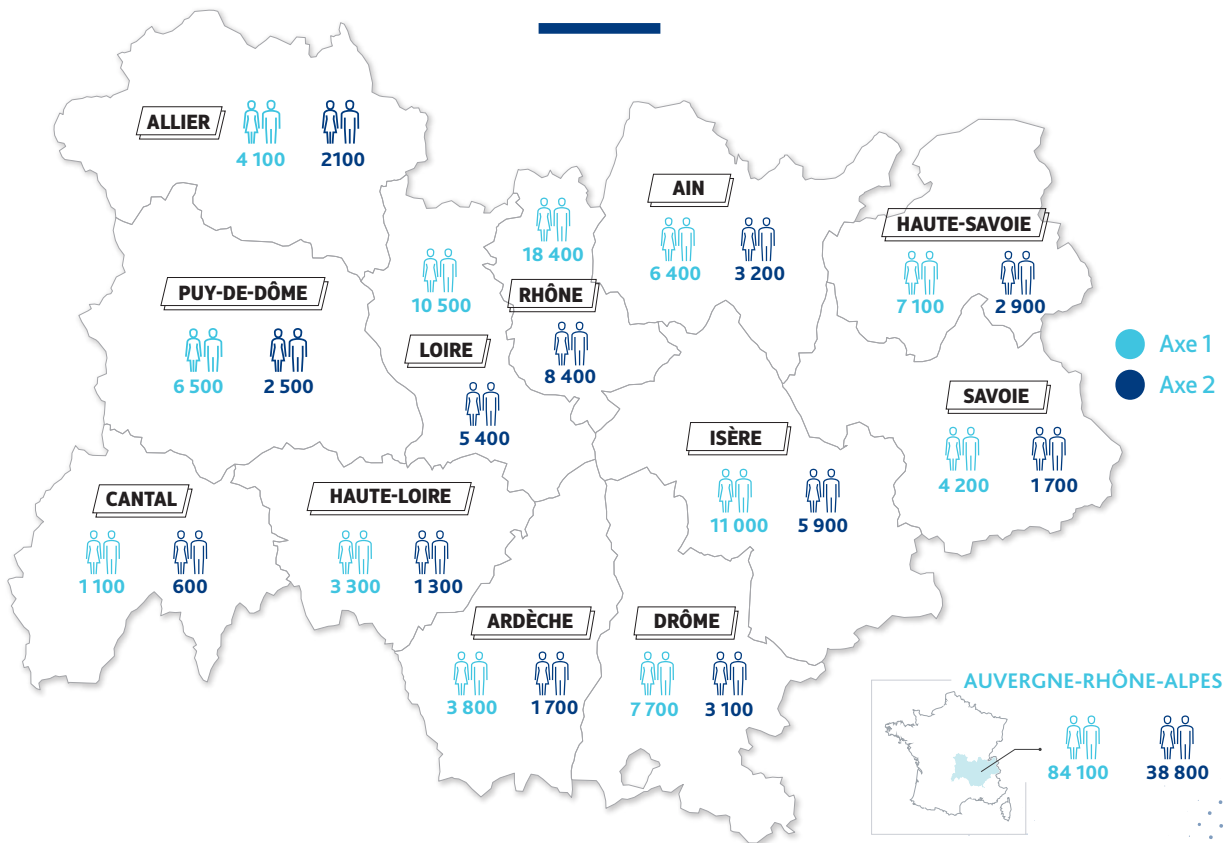 ALLIER
4 100
2100
AIN
6 400
3 200
HAUTE-SAVOIE
7 100
2 900
18 400
RHÔNE
8 400
10 500
LOIRE
5 400
PUY-DE-DÔME
6 500
2 500
Axe 1
Axe 2
SAVOIE
4 200
1 700
ISÈRE
11 000
5 900
CANTAL
1 100
600
HAUTE-LOIRE
3 300
1 300
ARDÈCHE
3 800
1 700
DRÔME
7 700
3 100
AUVERGNE-RHÔNE-ALPES
84 100
38 800